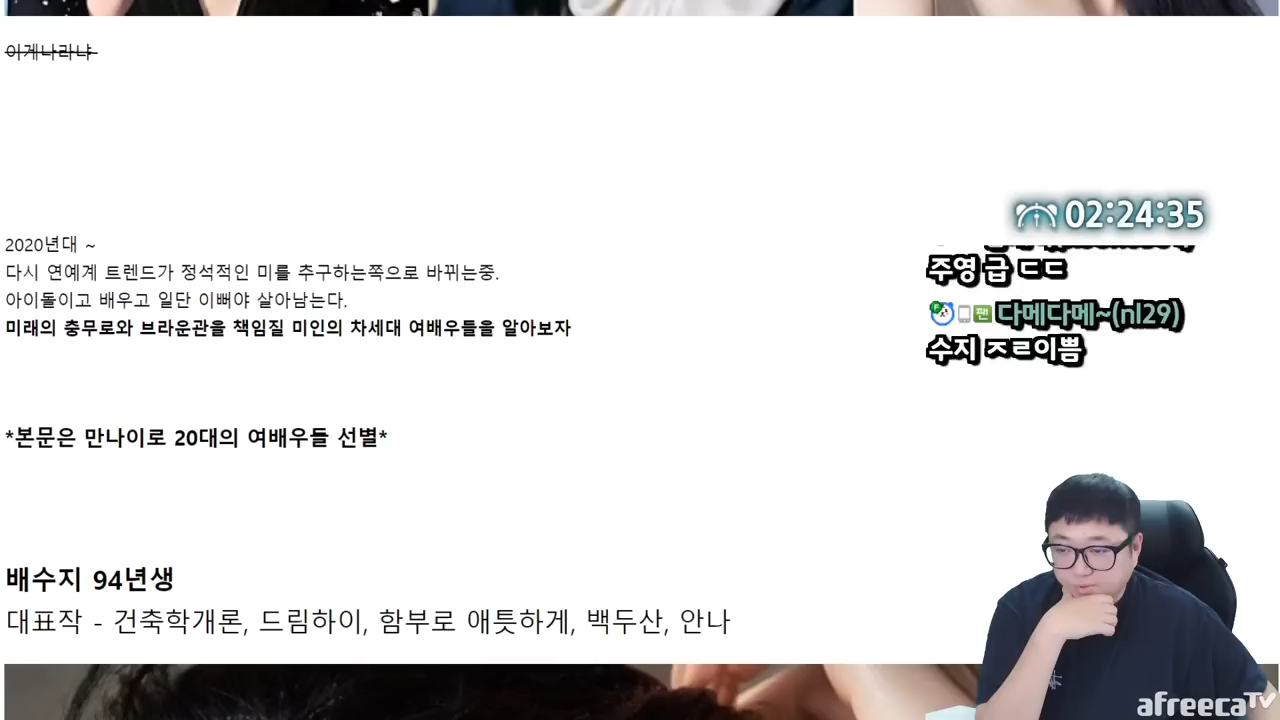 이게나라냐
02:24:35
2020년대 ~
다시 연예계 트렌드가 정석적인 미를 추구하는쪽으로 바뀌는중.
아이돌이고 배우고 일단 이뻐야 살아남는다.
미래의 충무로와 브라운관을 책임질 미인의 차세대 여배우들을 알아보자
주영 급 ㄷㄷ
팬 다메다메~(nl29)
수지 ㅈㄹ이쁨
*본문은 만나이로 20대의 여배우들 선별*
배수지 94년생
대표작 - 건축학개론, 드림하이, 함부로 애틋하게, 백두산, 안나
afreecaTV